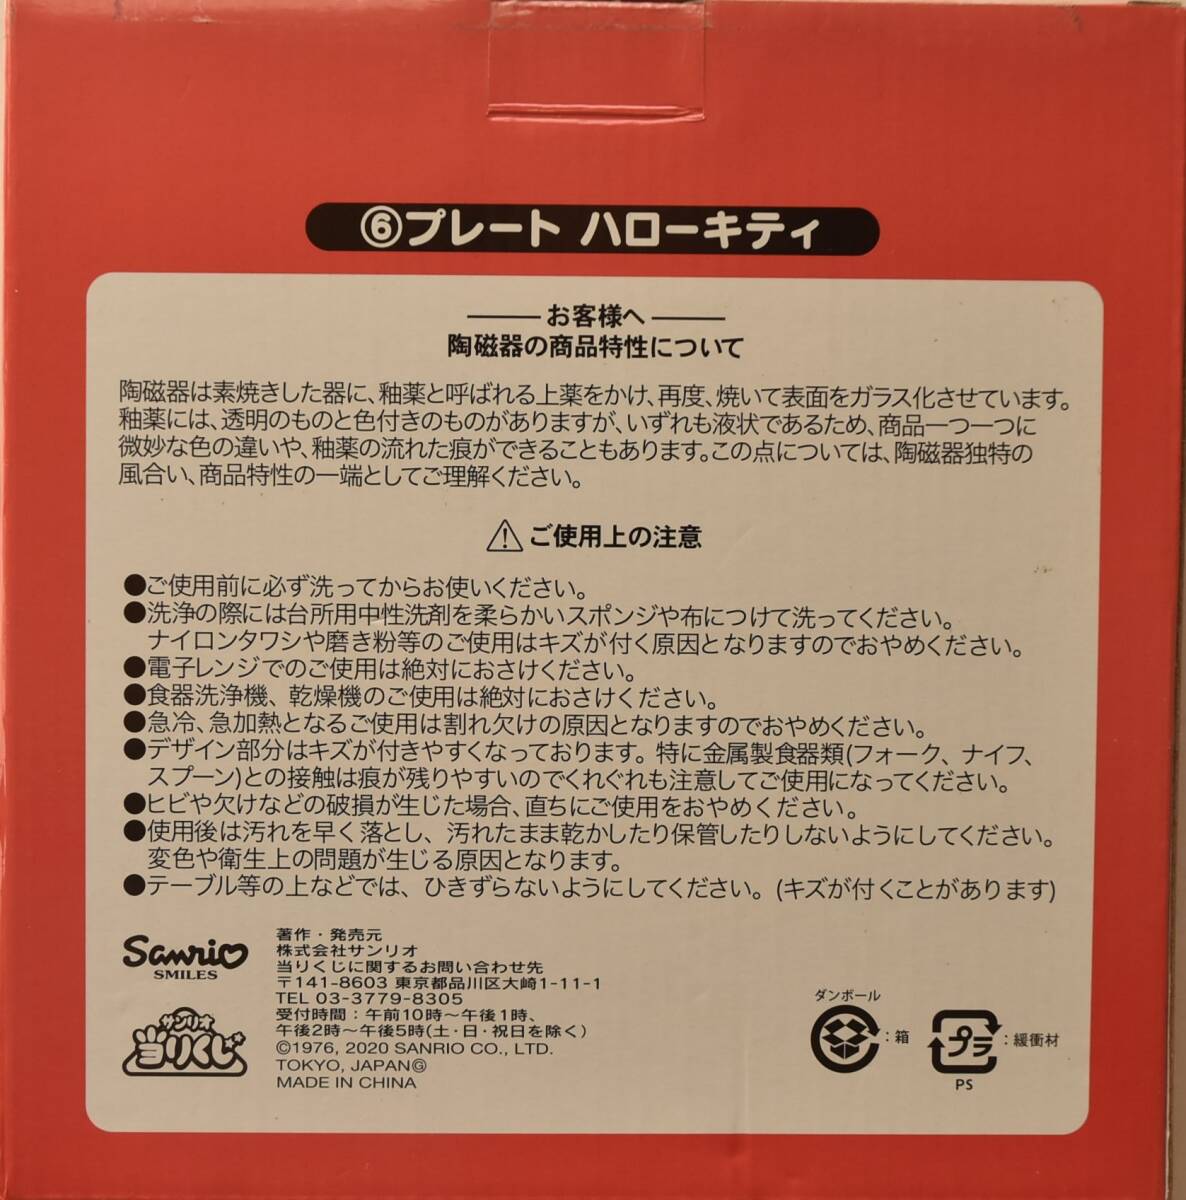 ⑥プレート ハローキティ
お客様へ
陶磁器の商品特性について
陶磁器は素焼きした器に、釉薬と呼ばれる上薬をかけ、再度、焼いて表面をガラス化させています。
釉薬には、透明のものと色付きのものがありますが、いずれも液状であるため、商品一つ一つに
微妙な色の違いや、釉薬の流れた痕ができることもあります。この点については、陶磁器独特の
風合い、商品特性の一端としてご理解ください。
ご使用上の注意
●ご使用前に必ず洗ってからお使いください。
●洗浄の際には台所用中性洗剤を柔らかいスポンジや布につけて洗ってください。
ナイロンタワシや磨き粉等のご使用はキズが付く原因となりますのでおやめください。
●電子レンジでのご使用は絶対におさけください。
●食器洗浄機、乾燥機のご使用は絶対におさけください。
●急冷、急加熱となるご使用は割れ欠けの原因となりますのでおやめください。
●デザイン部分はキズが付きやすくなっております。特に金属製食器類(フォーク、ナイフ、
スプーン)との接触は痕が残りやすいのでくれぐれも注意してご使用になってください。
●ヒビや欠けなどの破損が生じた場合、直ちにご使用をおやめください。
●使用後は汚れを早く落とし、汚れたまま乾かしたり保管したりしないようにしてください。
変色や衛生上の問題が生じる原因となります。
●テーブル等の上などでは、ひきずらないようにしてください。(キズが付くことがあります)
Sanrio
SMILES
サンリオ
当りくじ
著作・発売元
株式会社サンリオ
当りくじに関するお問い合わせ先
〒141-8603 東京都品川区大崎1-11-1
TEL 03-3779-8305
受付時間：午前10時～午後1時、
午後2時～午後5時(土・日・祝日を除く)
©1976, 2020 SANRIO CO., LTD.
TOKYO, JAPANⒼ
MADE IN CHINA
ダンボール
：箱
プラ
：緩衝材
PS